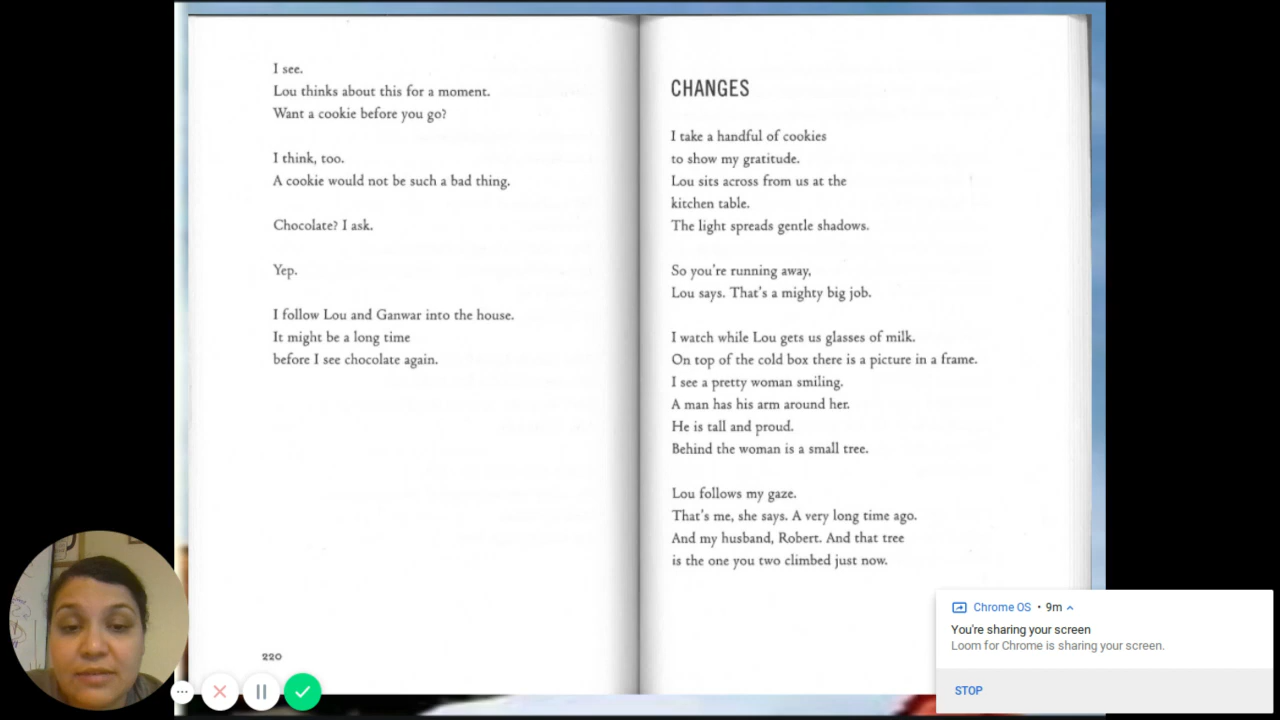 I see.
Lou thinks about this for a moment.
Want a cookie before you go?
I think, too.
A cookie would not be such a bad thing.
Chocolate? I ask.
Yep.
I follow Lou and Ganwar into the house.
It might be a long time
before I see chocolate again.
220
CHANGES
I take a handful of cookies
to show my gratitude.
Lou sits across from us at the
kitchen table.
The light spreads gentle shadows.
So you're running away,
Lou says. That's a mighty big job.
I watch while Lou gets us glasses of milk.
On top of the cold box there is a picture in a frame.
I see a pretty woman smiling.
A man has his arm around her.
He is tall and proud.
Behind the woman is a small tree.
Lou follows my gaze.
That's me, she says. A very long time ago.
And my husband, Robert. And that tree
is the one you two climbed just now.
Chrome OS • 9m
You're sharing your screen
Loom for Chrome is sharing your screen.
STOP